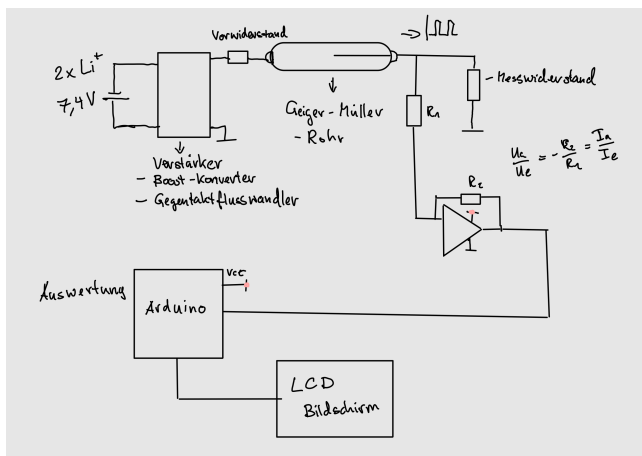 Vorwiderstand
2x Li⁺
7,4V
Verstärker
- Boost-Konverter
- Gegentaktflusswandler
Geiger-Müller
- Rohr
- Messwiderstand
R₁
R₂
Ua/Ue = - R₂/R₁ = Ia/Ie
Auswertung
Arduino
Vcc
LCD
Bildschirm